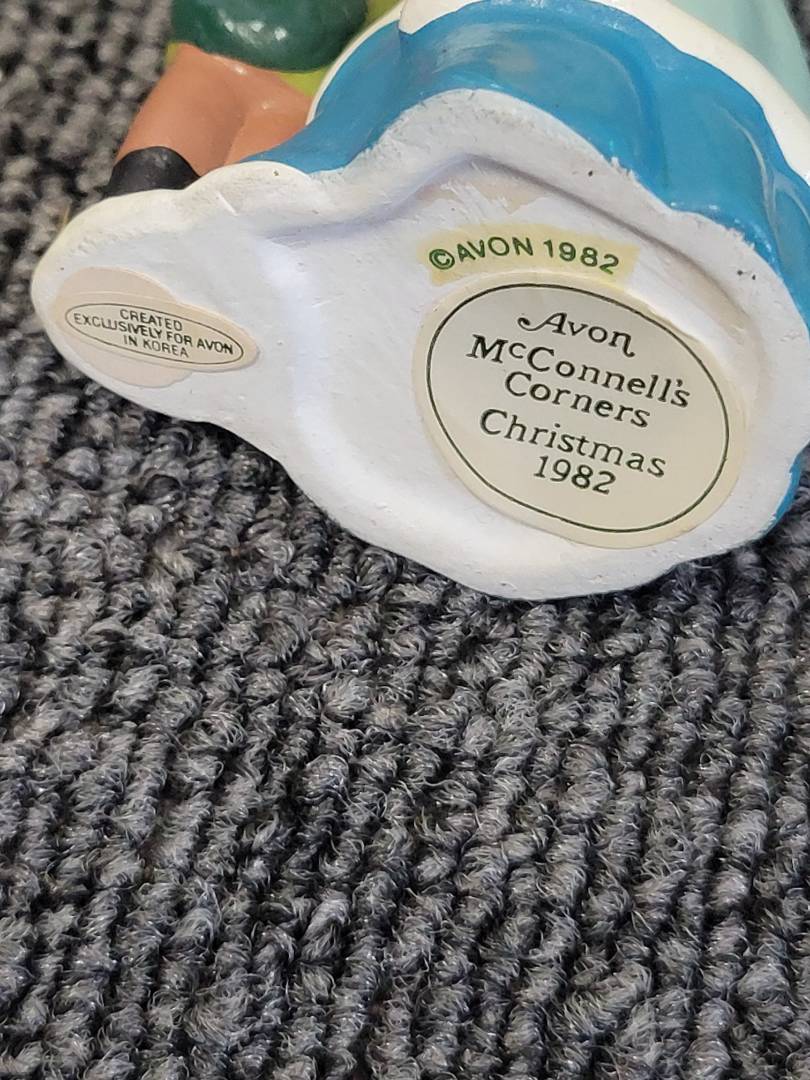 ©AVON 1982
Avon
McConnell's
Corners
Christmas
1982
CREATED
EXCLUSIVELY FOR AVON
IN KOREA